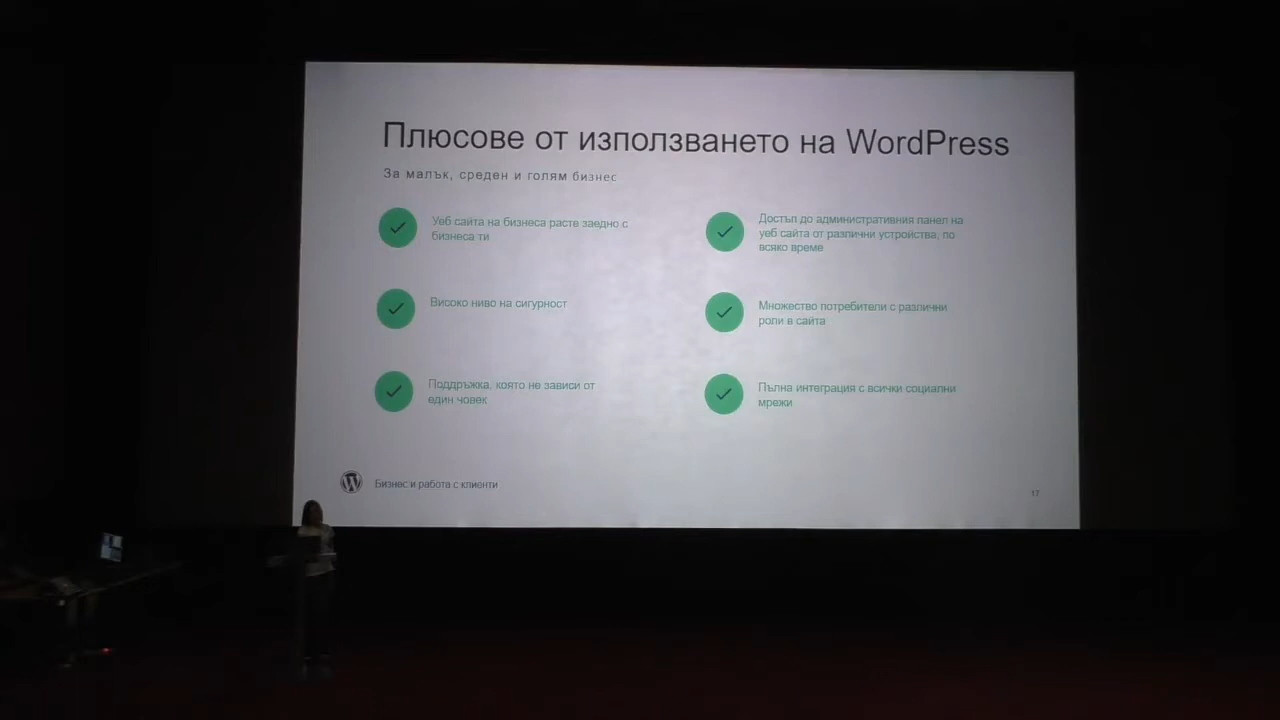 Плюсове от използването на WordPress
За малък, среден и голям бизнес
Уеб сайта на бизнеса расте заедно с
бизнеса ти
Високо ниво на сигурност
Поддръжка, която не зависи от
един човек
Достъп до административния панел на
уеб сайта от различни устройства, по
всяко време
Множество потребители с различни
роли в сайта
Пълна интеграция с всички социални
мрежи
Бизнес и работа с клиенти
17